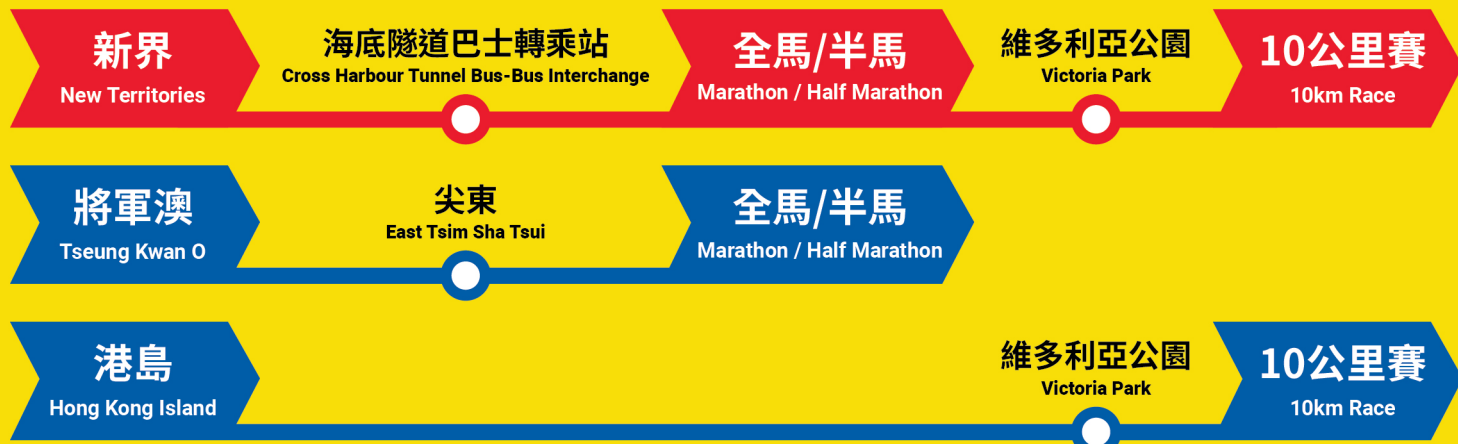 新界
New Territories
海底隧道巴士轉乘站
Cross Harbour Tunnel Bus-Bus Interchange
全馬/半馬
Marathon / Half Marathon
維多利亞公園
Victoria Park
10公里賽
10km Race
將軍澳
Tseung Kwan O
尖東
East Tsim Sha Tsui
全馬/半馬
Marathon / Half Marathon
港島
Hong Kong Island
維多利亞公園
Victoria Park
10公里賽
10km Race